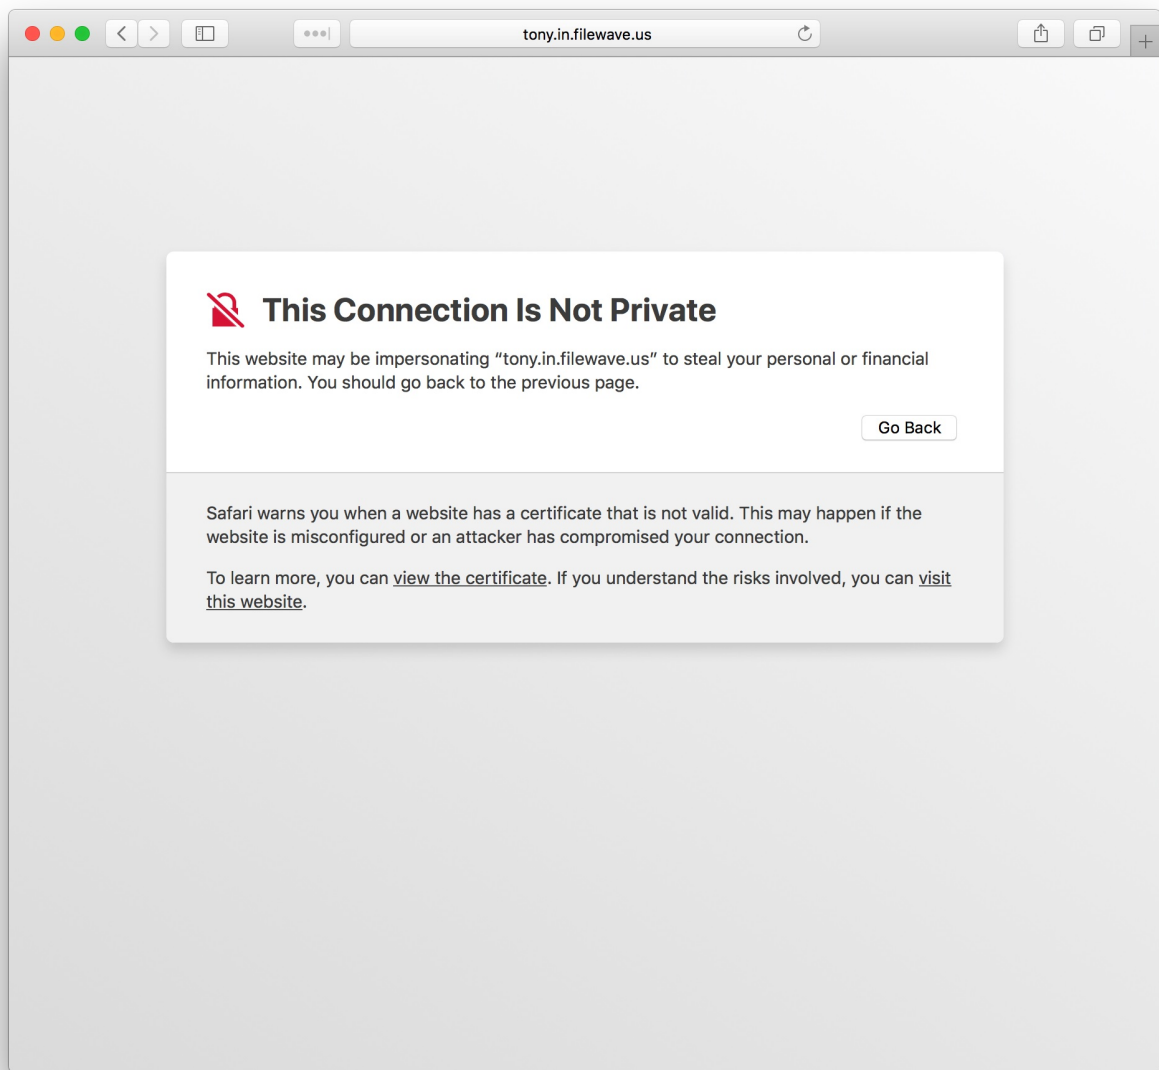 tony.in.filewave.us
This Connection Is Not Private
This website may be impersonating “tony.in.filewave.us” to steal your personal or financial
information. You should go back to the previous page.
Go Back
Safari warns you when a website has a certificate that is not valid. This may happen if the
website is misconfigured or an attacker has compromised your connection.
To learn more, you can view the certificate. If you understand the risks involved, you can visit
this website.